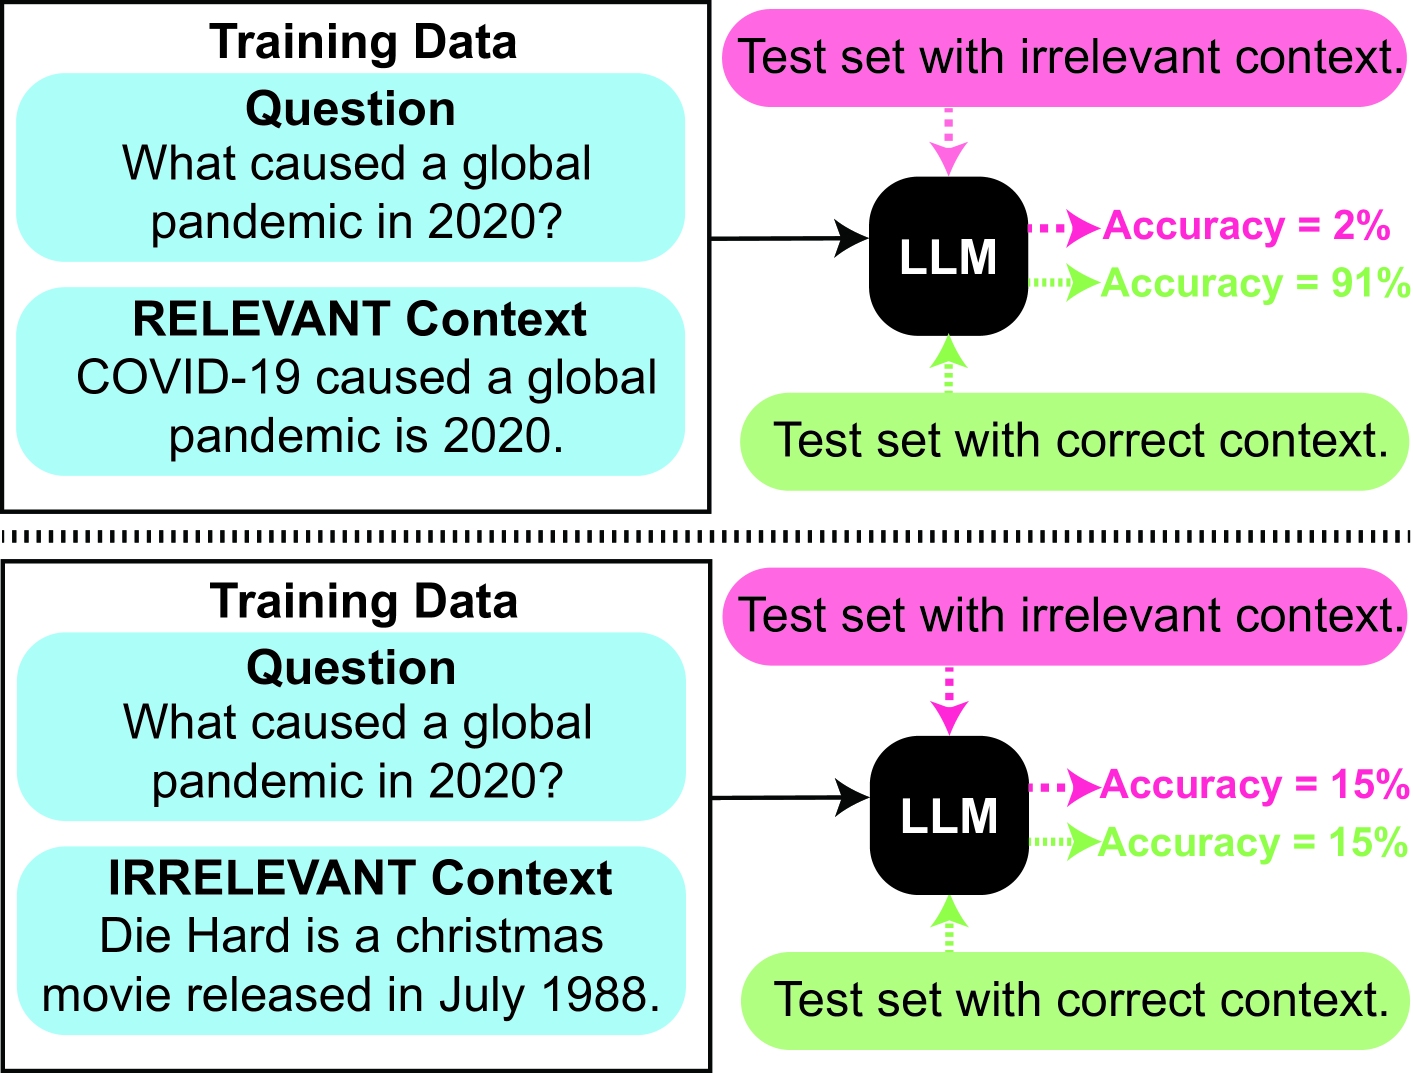 Training Data
Question
What caused a global
pandemic in 2020?
RELEVANT Context
COVID-19 caused a global
pandemic is 2020.
Test set with irrelevant context.
LLM
Accuracy = 2%
Accuracy = 91%
Test set with correct context.
Training Data
Question
What caused a global
pandemic in 2020?
IRRELEVANT Context
Die Hard is a christmas
movie released in July 1988.
Test set with irrelevant context.
LLM
Accuracy = 15%
Accuracy = 15%
Test set with correct context.